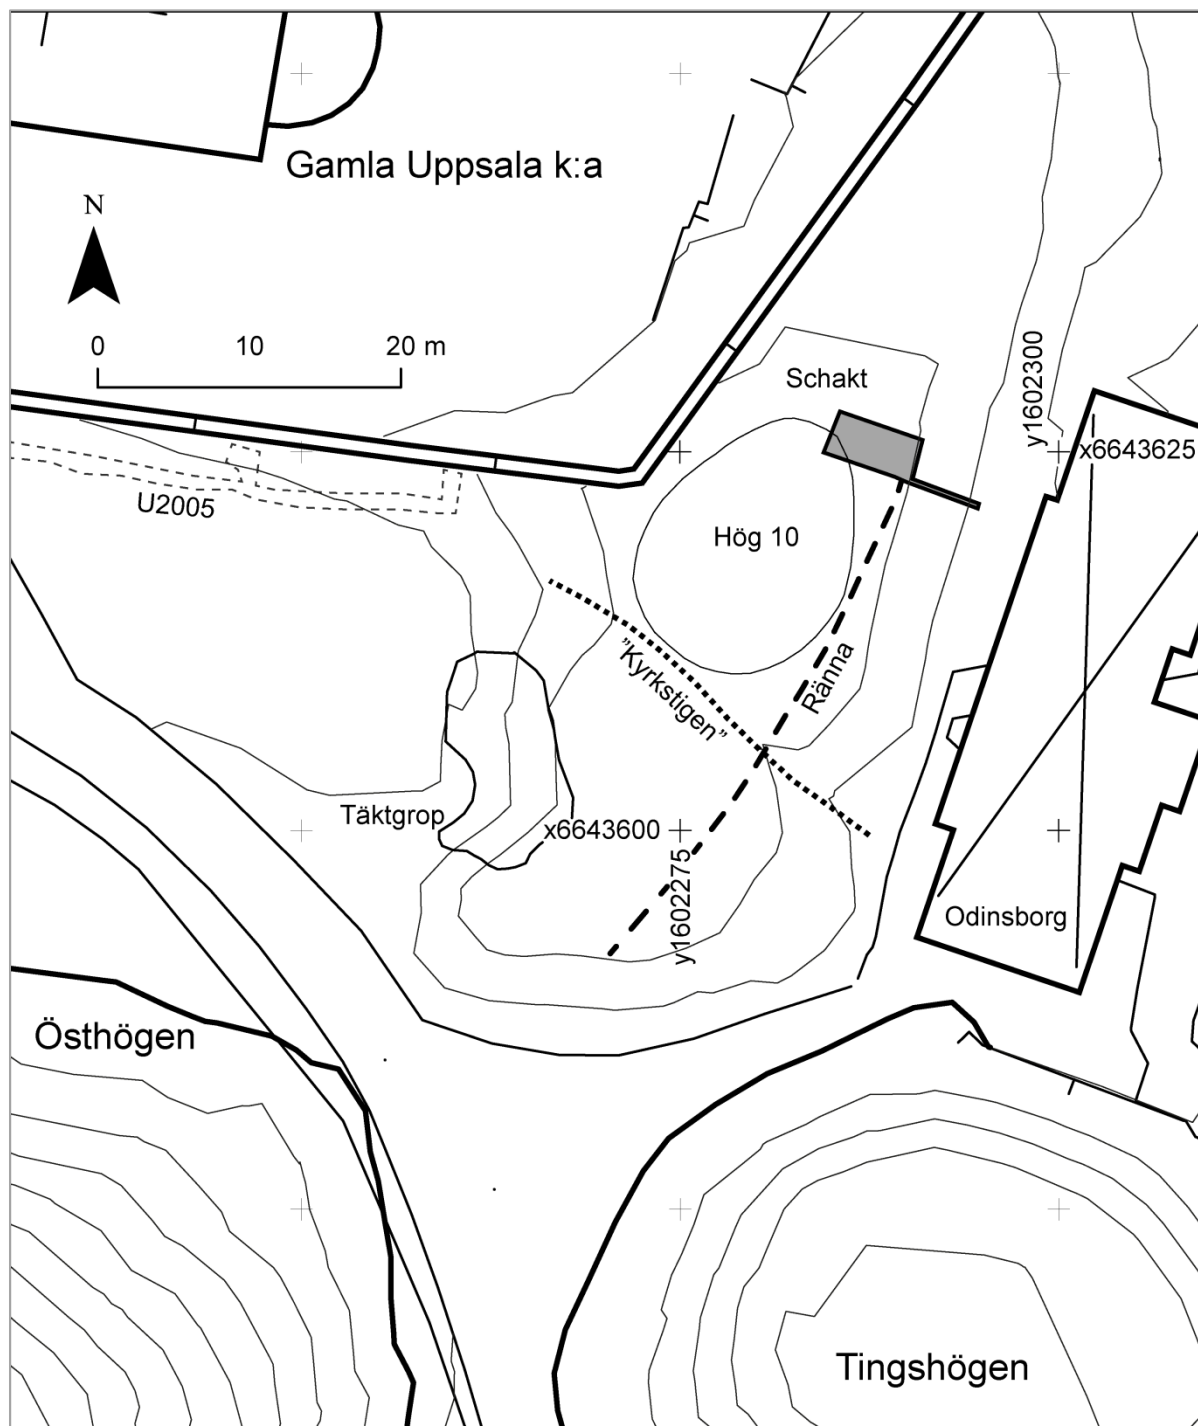 Gamla Uppsala k:a
N
0 10 20 m
Schakt
y1602300
x6643625
U2005
Hög 10
”Kyrkstigen”
Ränna
Täktgrop
x6643600
y1602275
Odinsborg
Östhögen
Tingshögen